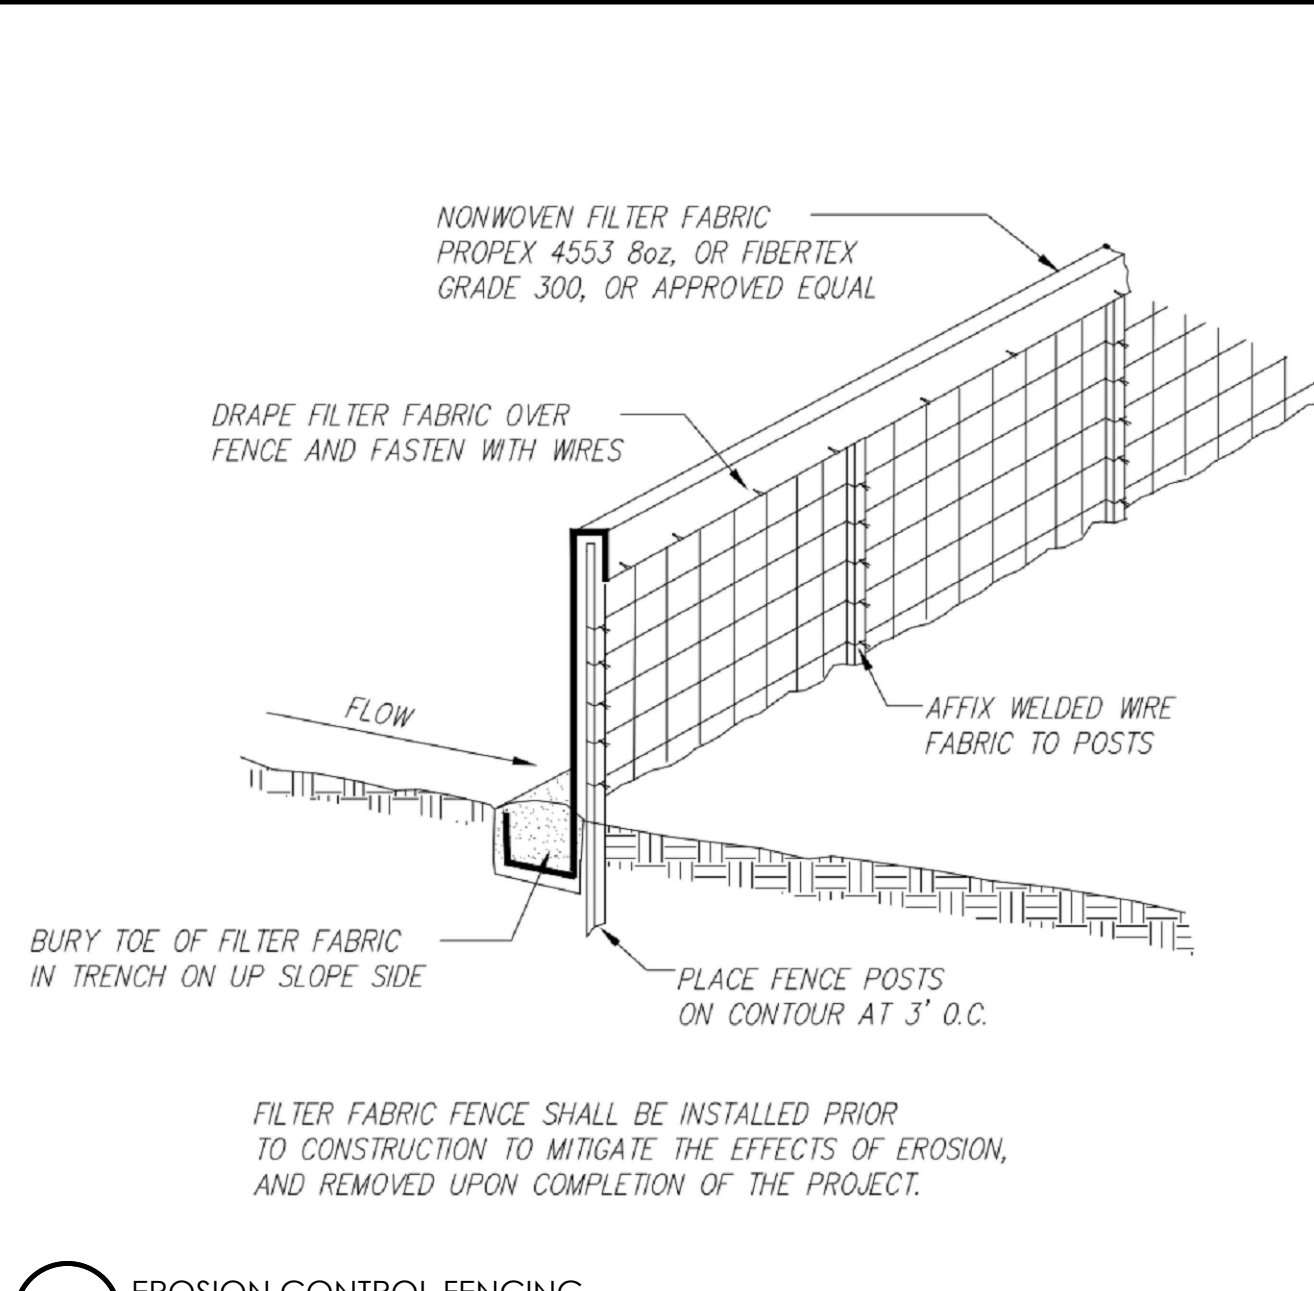 NONWOVEN FILTER FABRIC
PROPEX 4553 8oz, OR FIBERTEX
GRADE 300, OR APPROVED EQUAL
DRAPE FILTER FABRIC OVER
FENCE AND FASTEN WITH WIRES
FLOW
AFFIX WELDED WIRE
FABRIC TO POSTS
BURY TOE OF FILTER FABRIC
IN TRENCH ON UP SLOPE SIDE
PLACE FENCE POSTS
ON CONTOUR AT 3' O.C.
FILTER FABRIC FENCE SHALL BE INSTALLED PRIOR
TO CONSTRUCTION TO MITIGATE THE EFFECTS OF EROSION,
AND REMOVED UPON COMPLETION OF THE PROJECT.
EROSION CONTROL FENCING